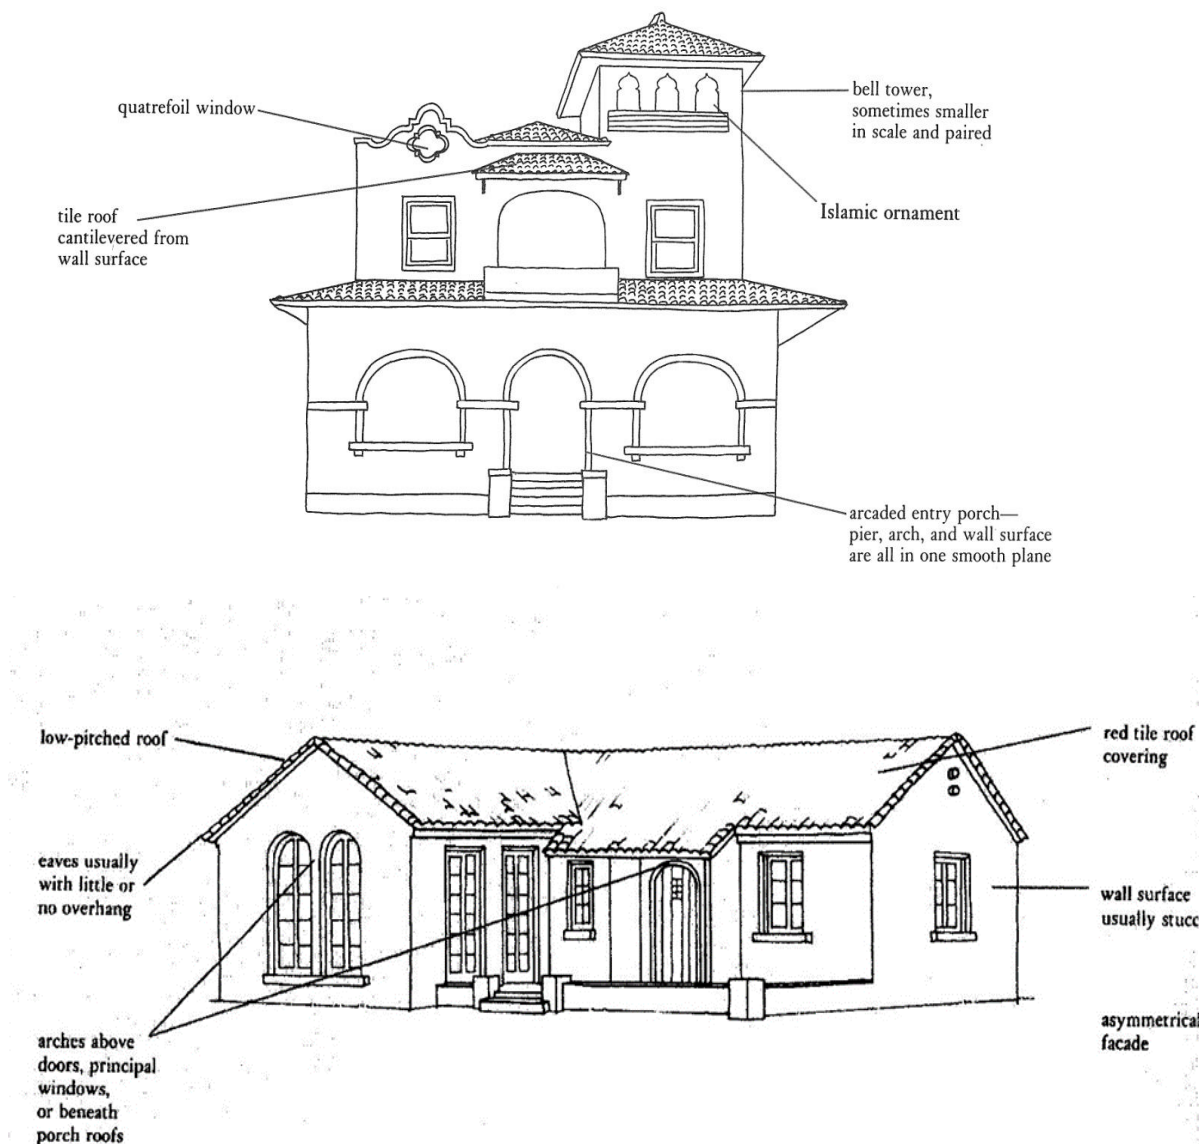 quatrefoil window
bell tower,
sometimes smaller
in scale and paired
tile roof
cantilevered from
wall surface
Islamic ornament
arcaded entry porch—
pier, arch, and wall surface
are all in one smooth plane
low-pitched roof
red tile roof
covering
eaves usually
with little or
no overhang
wall surface
usually stucc
arches above
doors, principal
windows,
or beneath
porch roofs
asymmetrical
facade